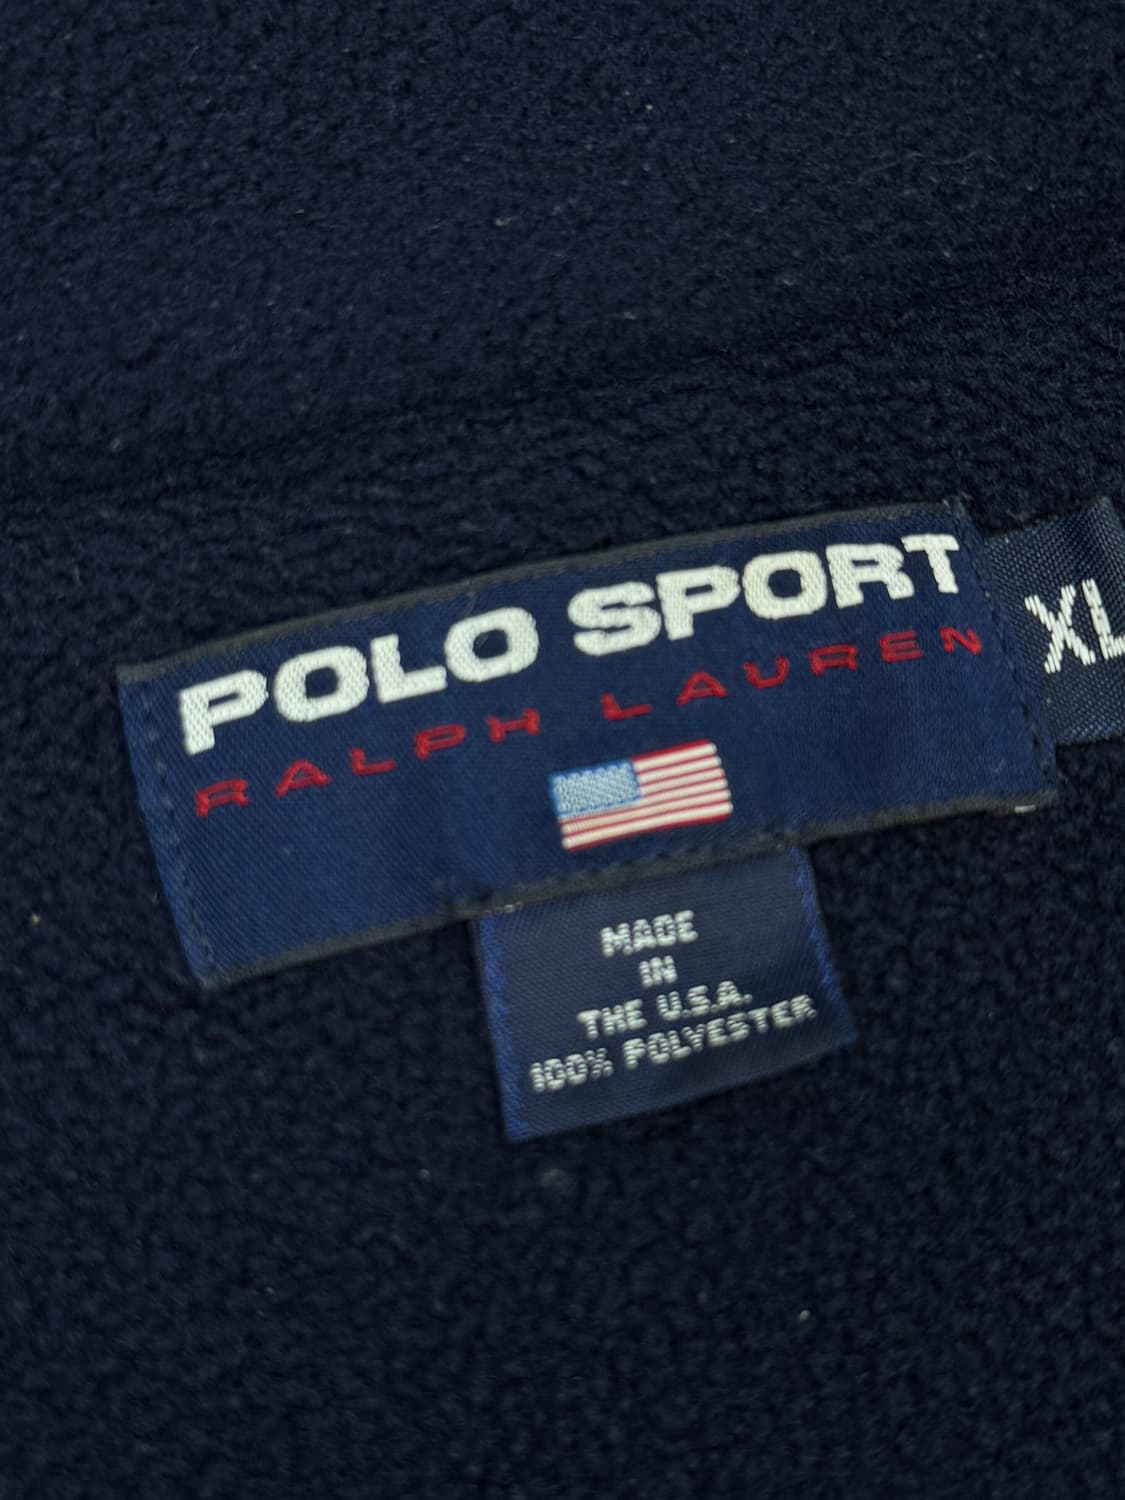 POLO SPORT
RALPH LAUREN
XL
MADE
IN
THE U.S.A.
100% POLYESTER